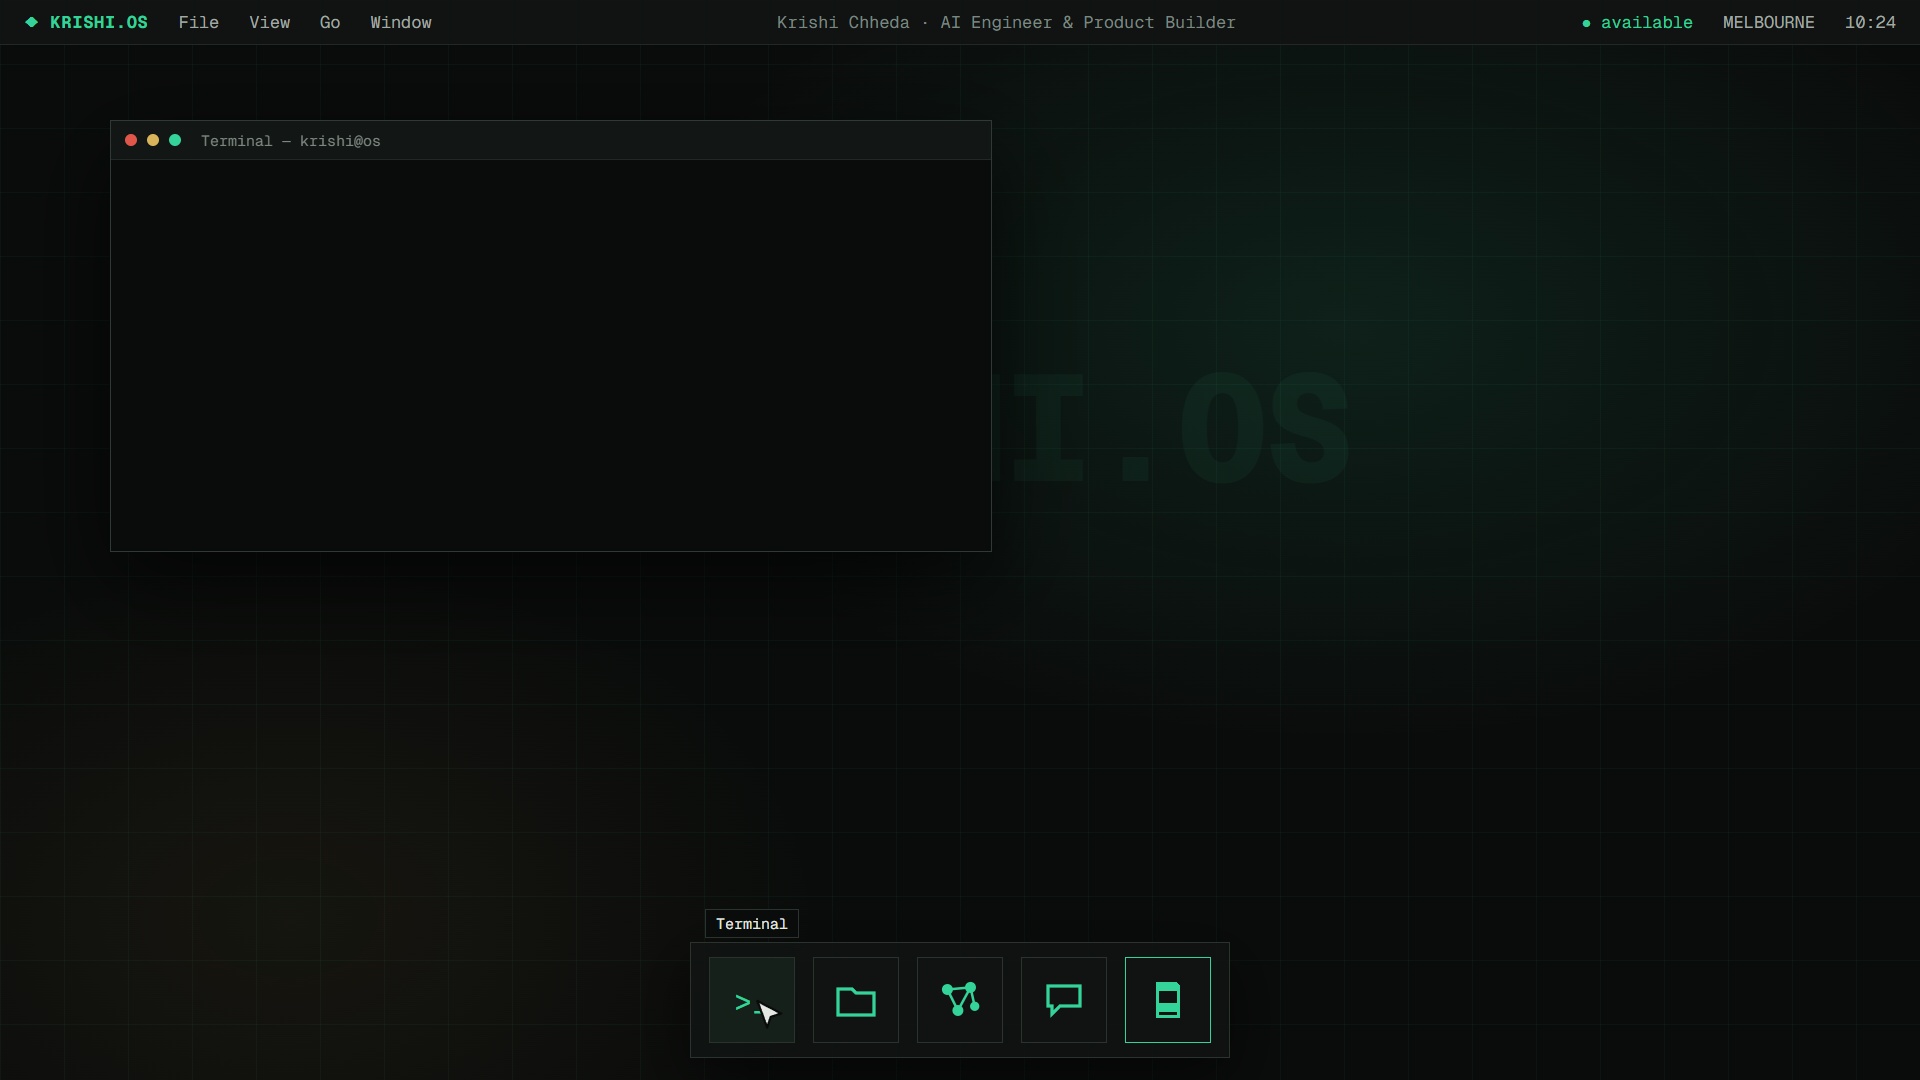 KRISHI.OS File View Go Window Krishi Chheda · AI Engineer & Product Builder ● available MELBOURNE 10:24
Terminal — krishi@os
HI.OS
Terminal
>_